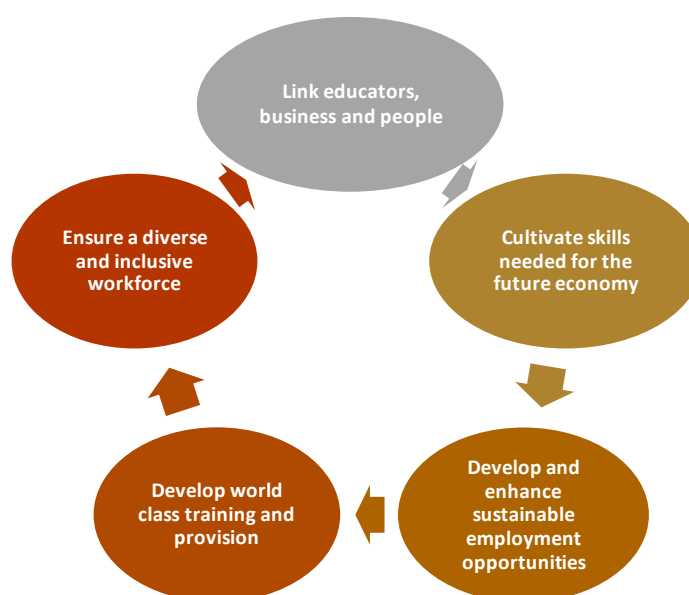 Link educators,
business and people
Cultivate skills
needed for the
future economy
Develop and
enhance
sustainable
employment
opportunities
Develop world
class training and
provision
Ensure a diverse
and inclusive
workforce